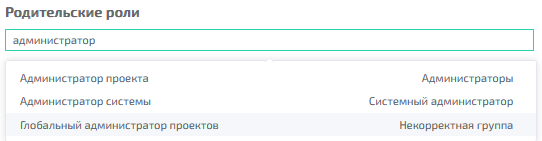 Родительские роли
администратор
Администратор проекта Администраторы
Администратор системы Системный администратор
Глобальный администратор проектов Некорректная группа